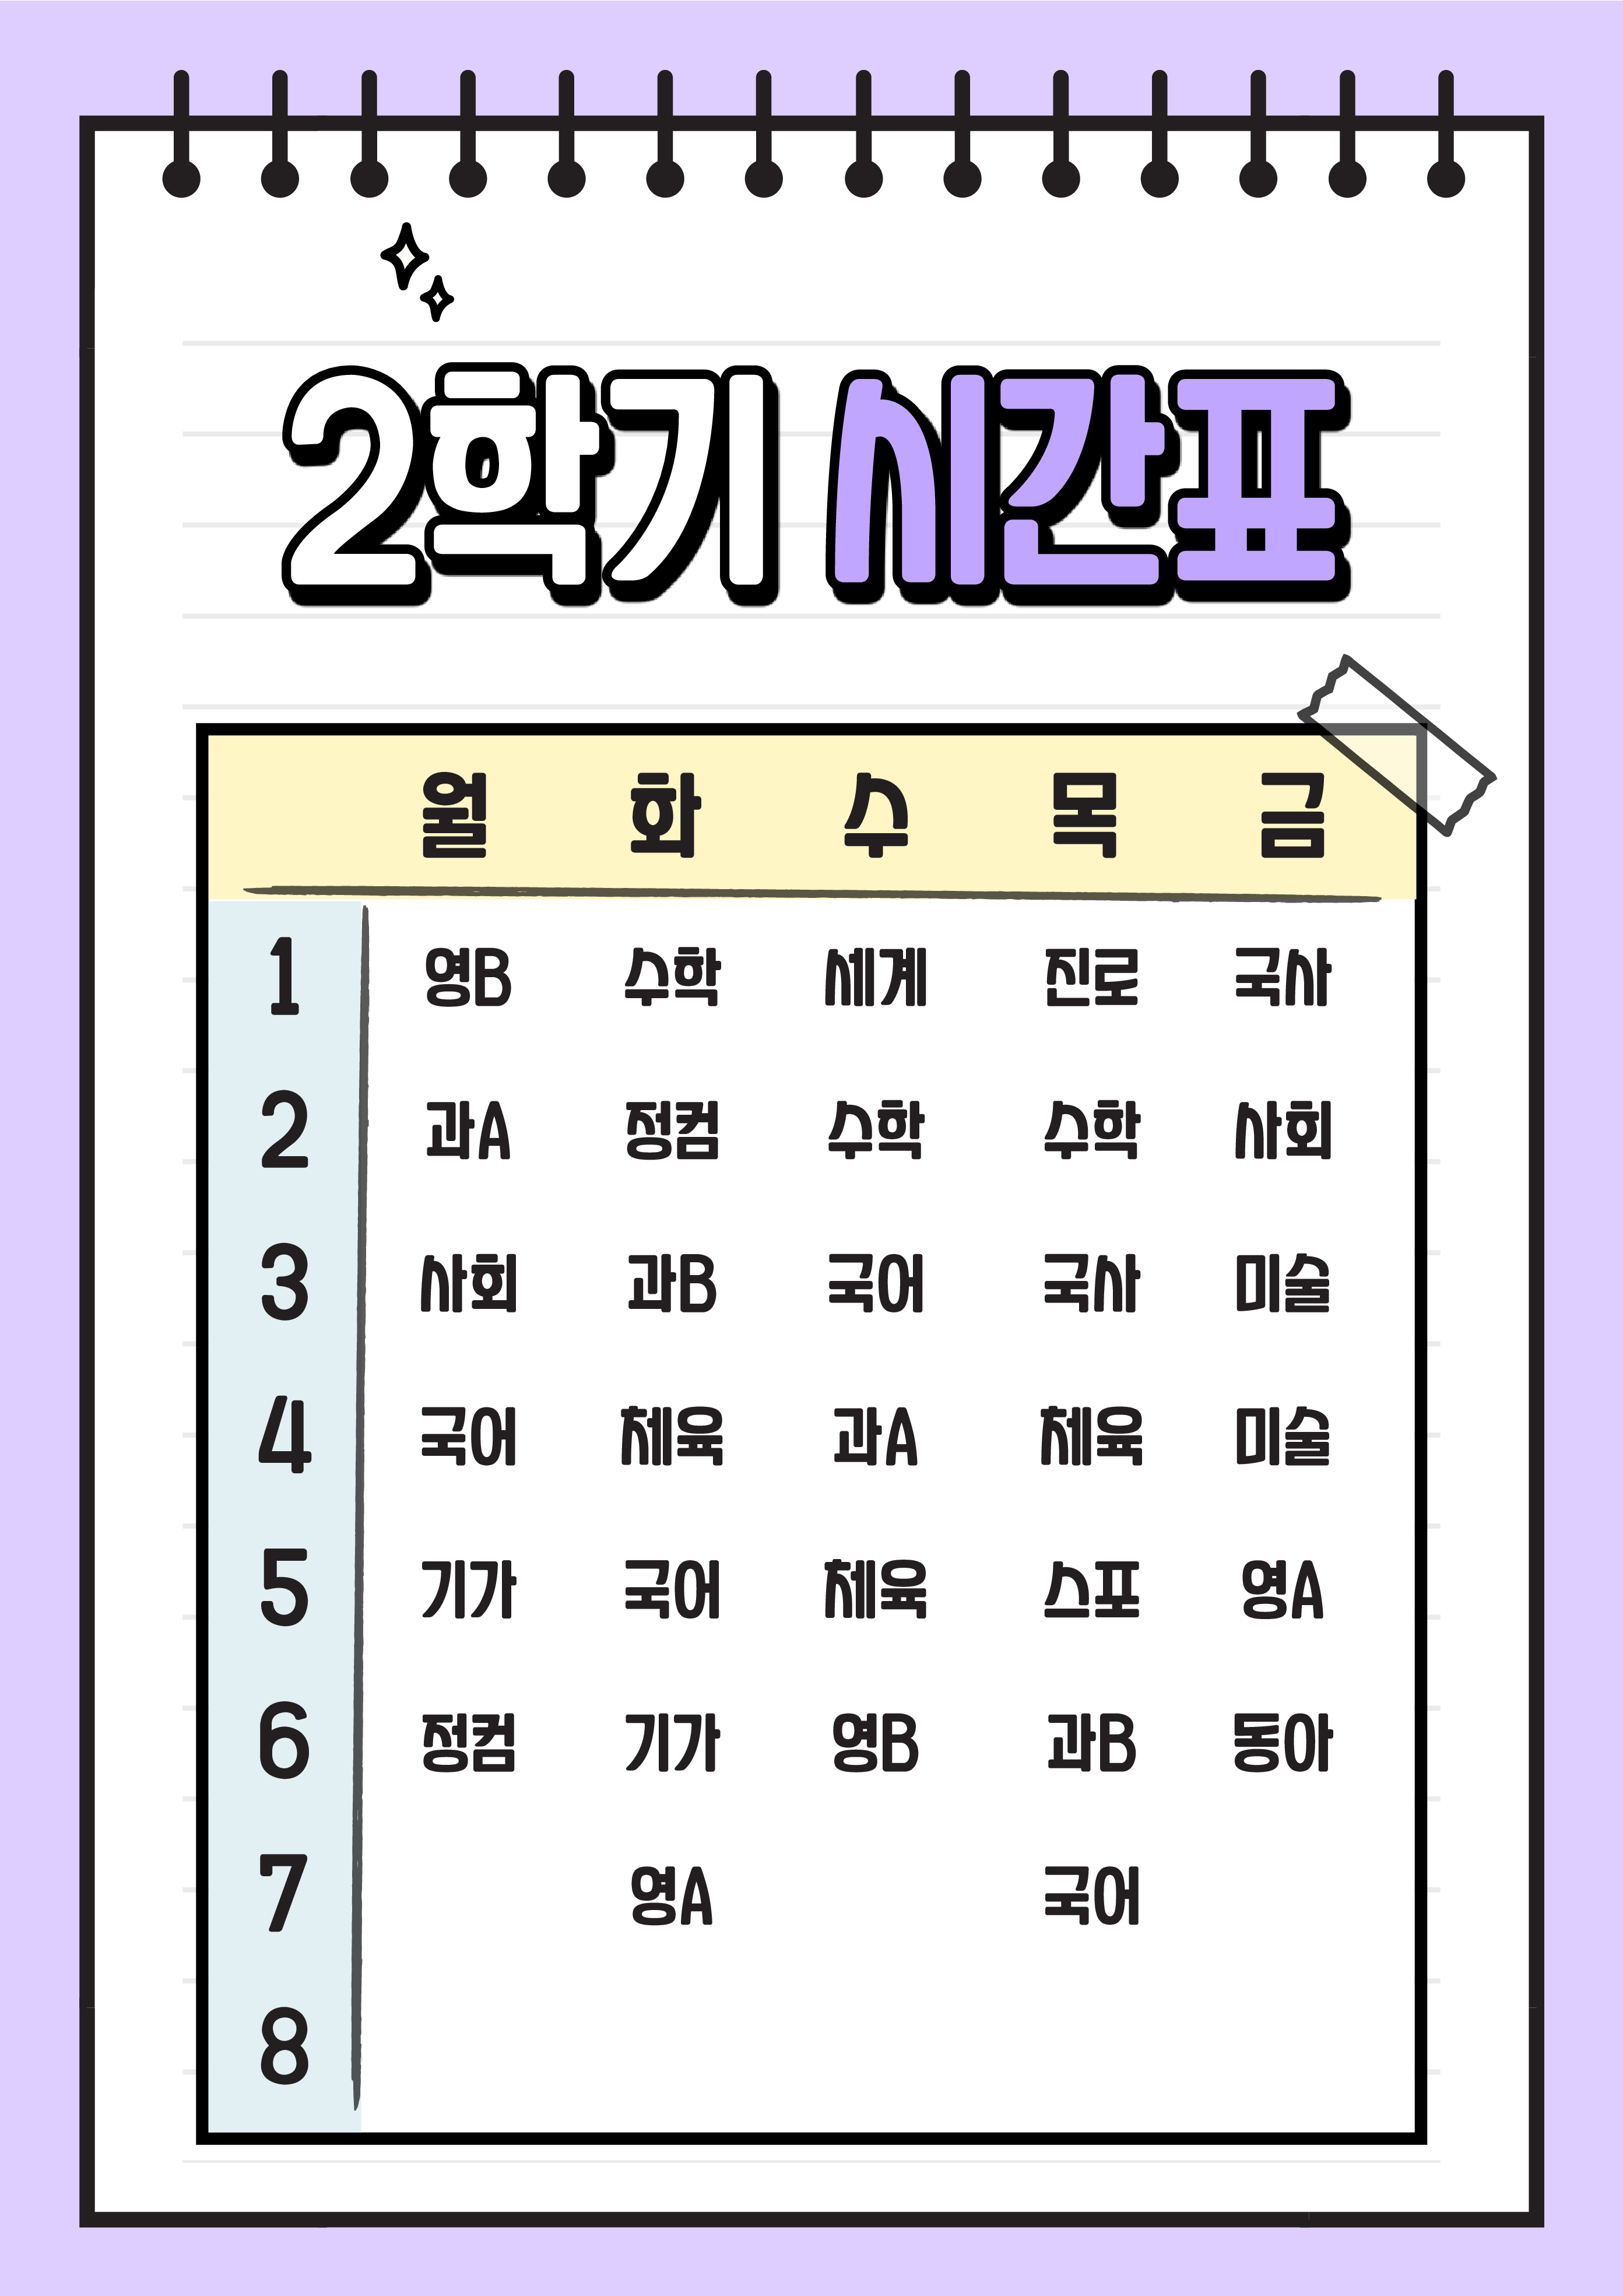 2학기 시간표
월 화 수 목 금
1 영B 수학 세계 진로 국사
2 과A 정컴 수학 수학 사회
3 사회 과B 국어 국사 미술
4 국어 체육 과A 체육 미술
5 기가 국어 체육 스포 영A
6 정컴 기가 영B 과B 동아
7 영A 국어
8